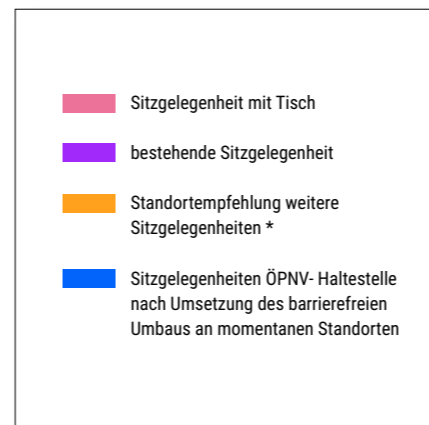 Sitzgelegenheit mit Tisch
bestehende Sitzgelegenheit
Standortempfehlung weitere
Sitzgelegenheiten *
Sitzgelegenheiten ÖPNV- Haltestelle
nach Umsetzung des barrierefreien
Umbaus an momentanen Standorten